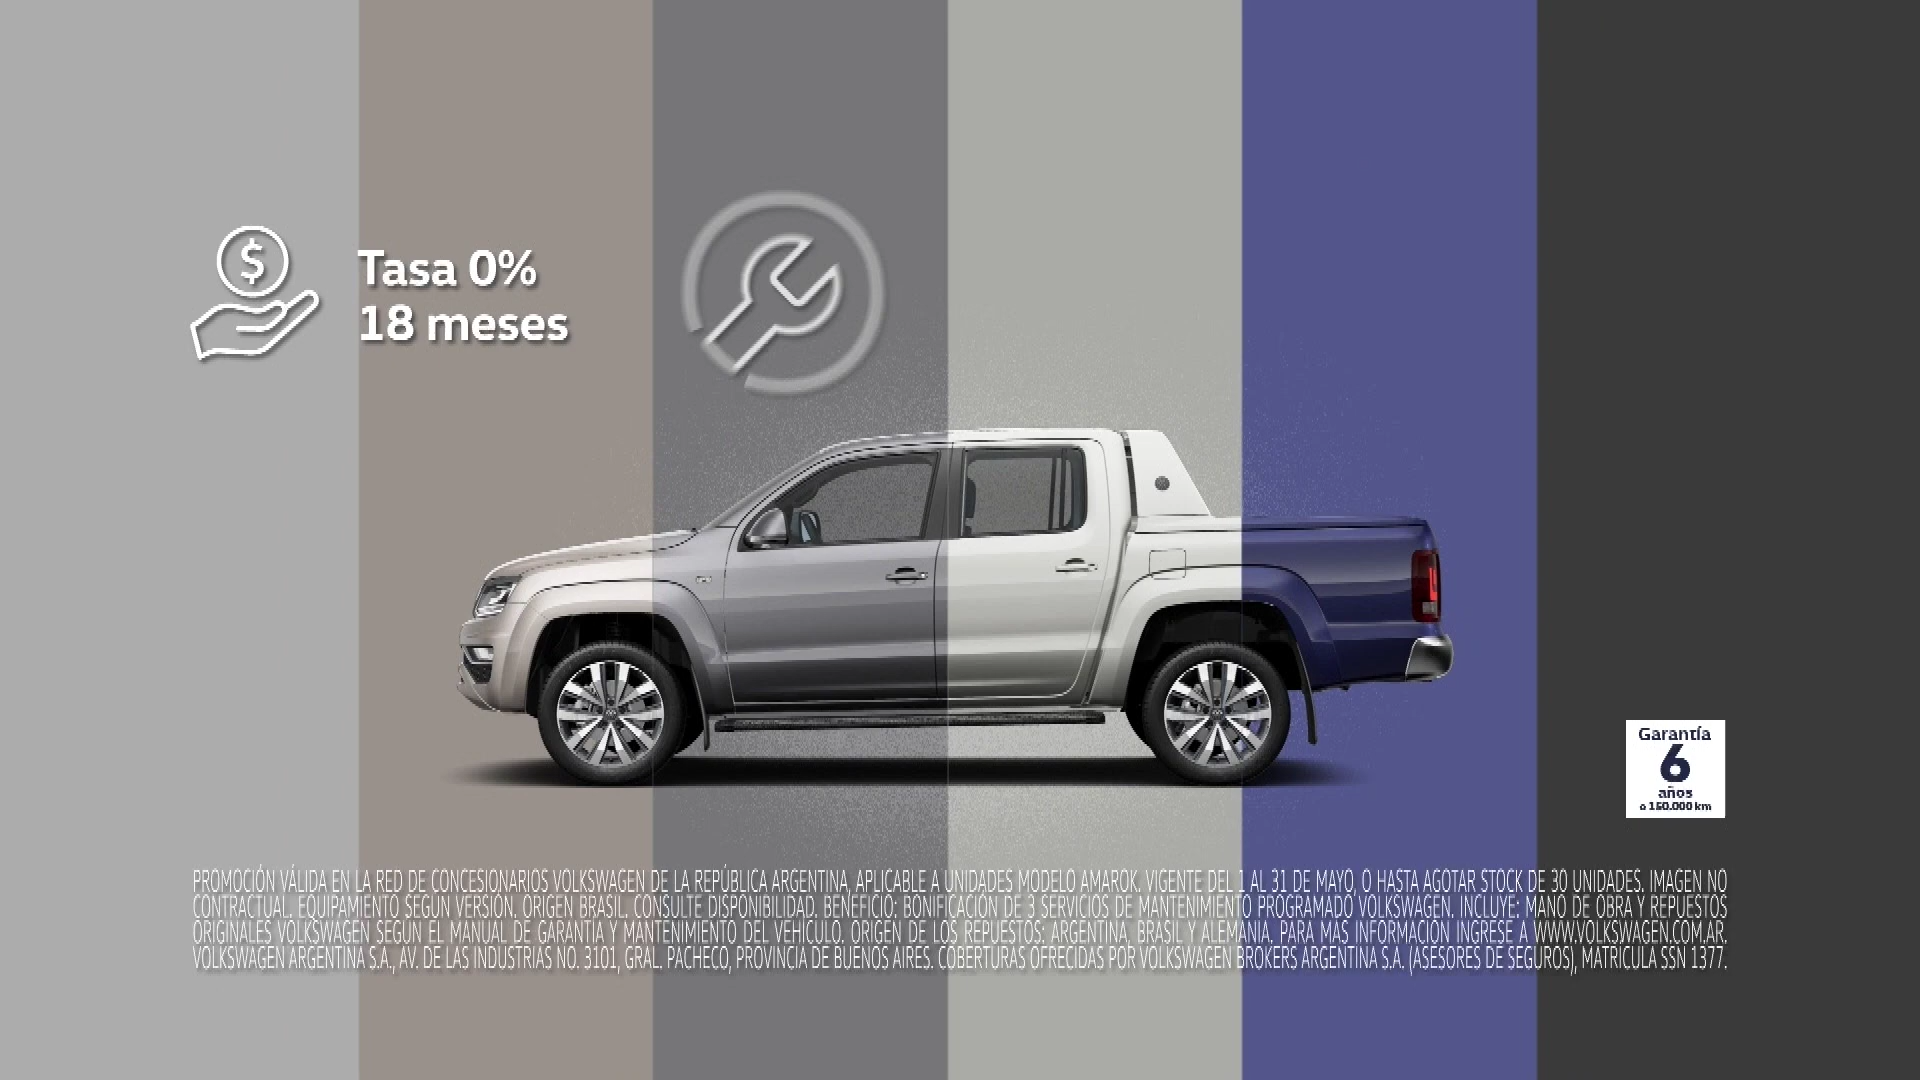 $
Tasa 0%
18 meses
Garantía
6
años
o 150.000 km
PROMOCIÓN VÁLIDA EN LA RED DE CONCESIONARIOS VOLKSWAGEN DE LA REPÚBLICA ARGENTINA, APLICABLE A UNIDADES MODELO AMAROK. VIGENTE DEL 1 AL 31 DE MAYO, O HASTA AGOTAR STOCK DE 30 UNIDADES. IMAGEN NO
CONTRACTUAL. EQUIPAMIENTO SEGÚN VERSIÓN. ORIGEN BRASIL. CONSULTE DISPONIBILIDAD. BENEFICIO: BONIFICACIÓN DE 3 SERVICIOS DE MANTENIMIENTO PROGRAMADO VOLKSWAGEN. INCLUYE: MANO DE OBRA Y REPUESTOS
ORIGINALES VOLKSWAGEN SEGÚN EL MANUAL DE GARANTÍA Y MANTENIMIENTO DEL VEHÍCULO. ORIGEN DE LOS REPUESTOS: ARGENTINA, BRASIL Y ALEMANIA. PARA MÁS INFORMACIÓN INGRESE A WWW.VOLKSWAGEN.COM.AR.
VOLKSWAGEN ARGENTINA S.A., AV. DE LAS INDUSTRIAS NO. 3101, GRAL. PACHECO, PROVINCIA DE BUENOS AIRES. COBERTURAS OFRECIDAS POR VOLKSWAGEN BROKERS ARGENTINA S.A. (ASESORES DE SEGUROS), MATRÍCULA SSN 1377.